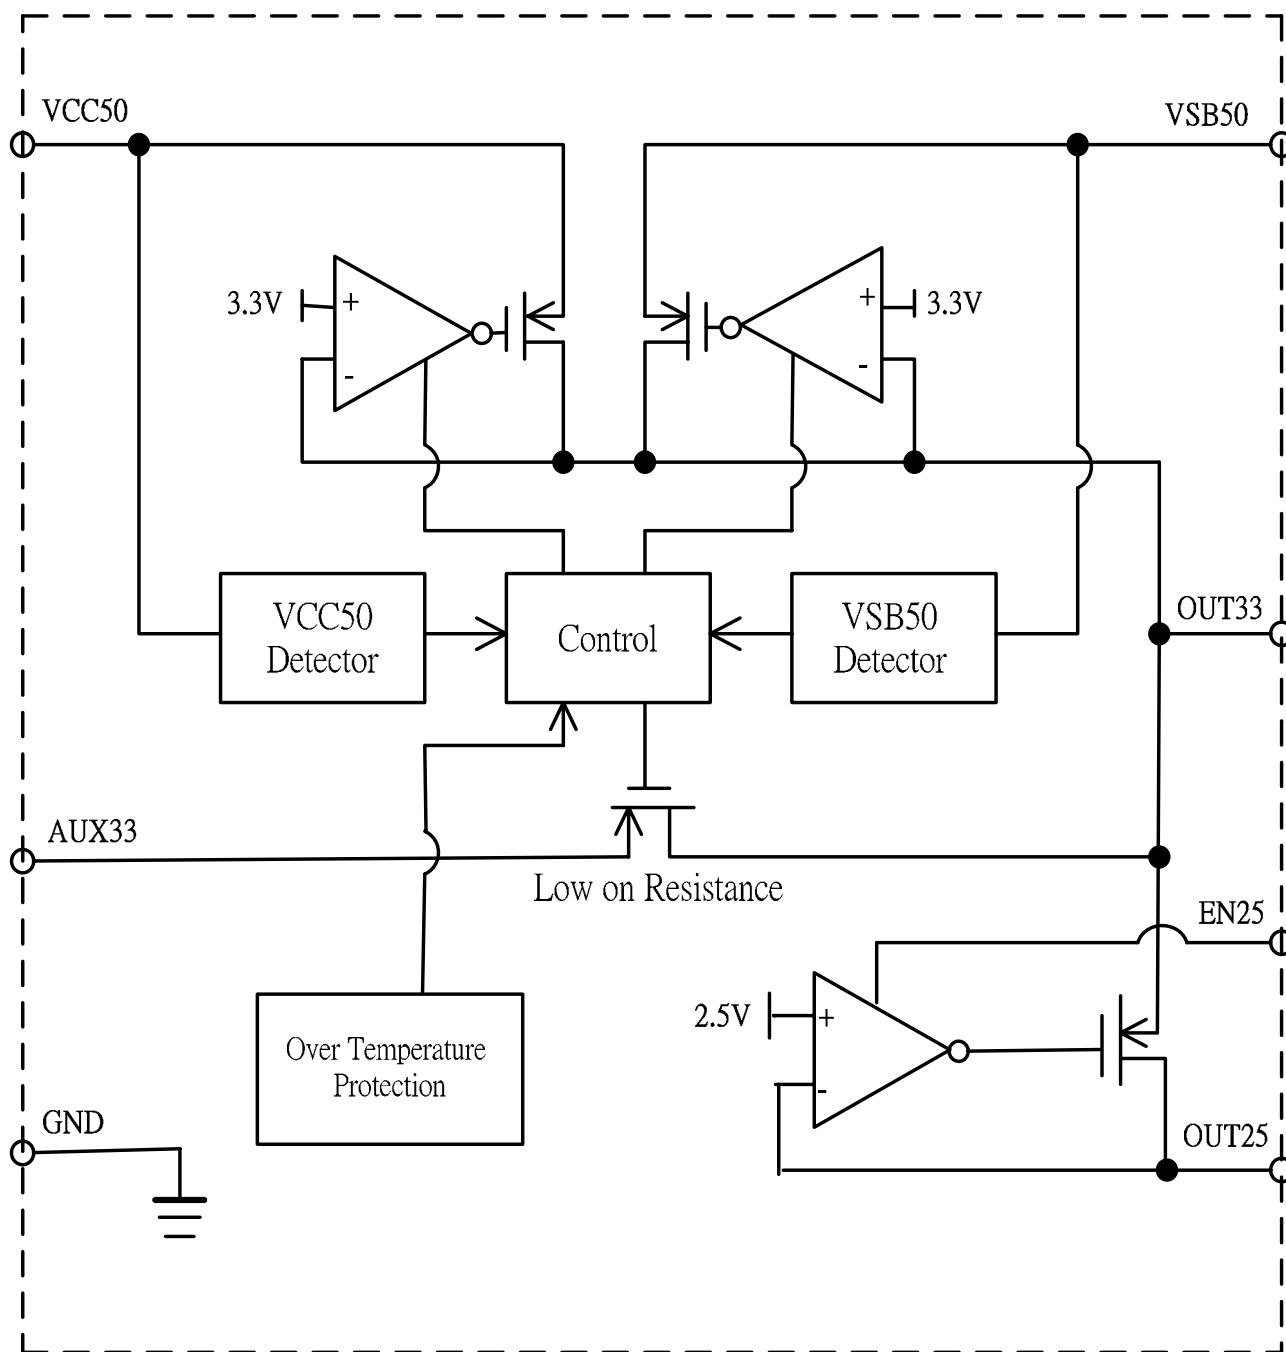 VCC50
VSB50
3.3V
+
-
+
-
3.3V
VCC50
Detector
Control
VSB50
Detector
OUT33
AUX33
Low on Resistance
EN25
2.5V
+
-
Over Temperature
Protection
GND
OUT25